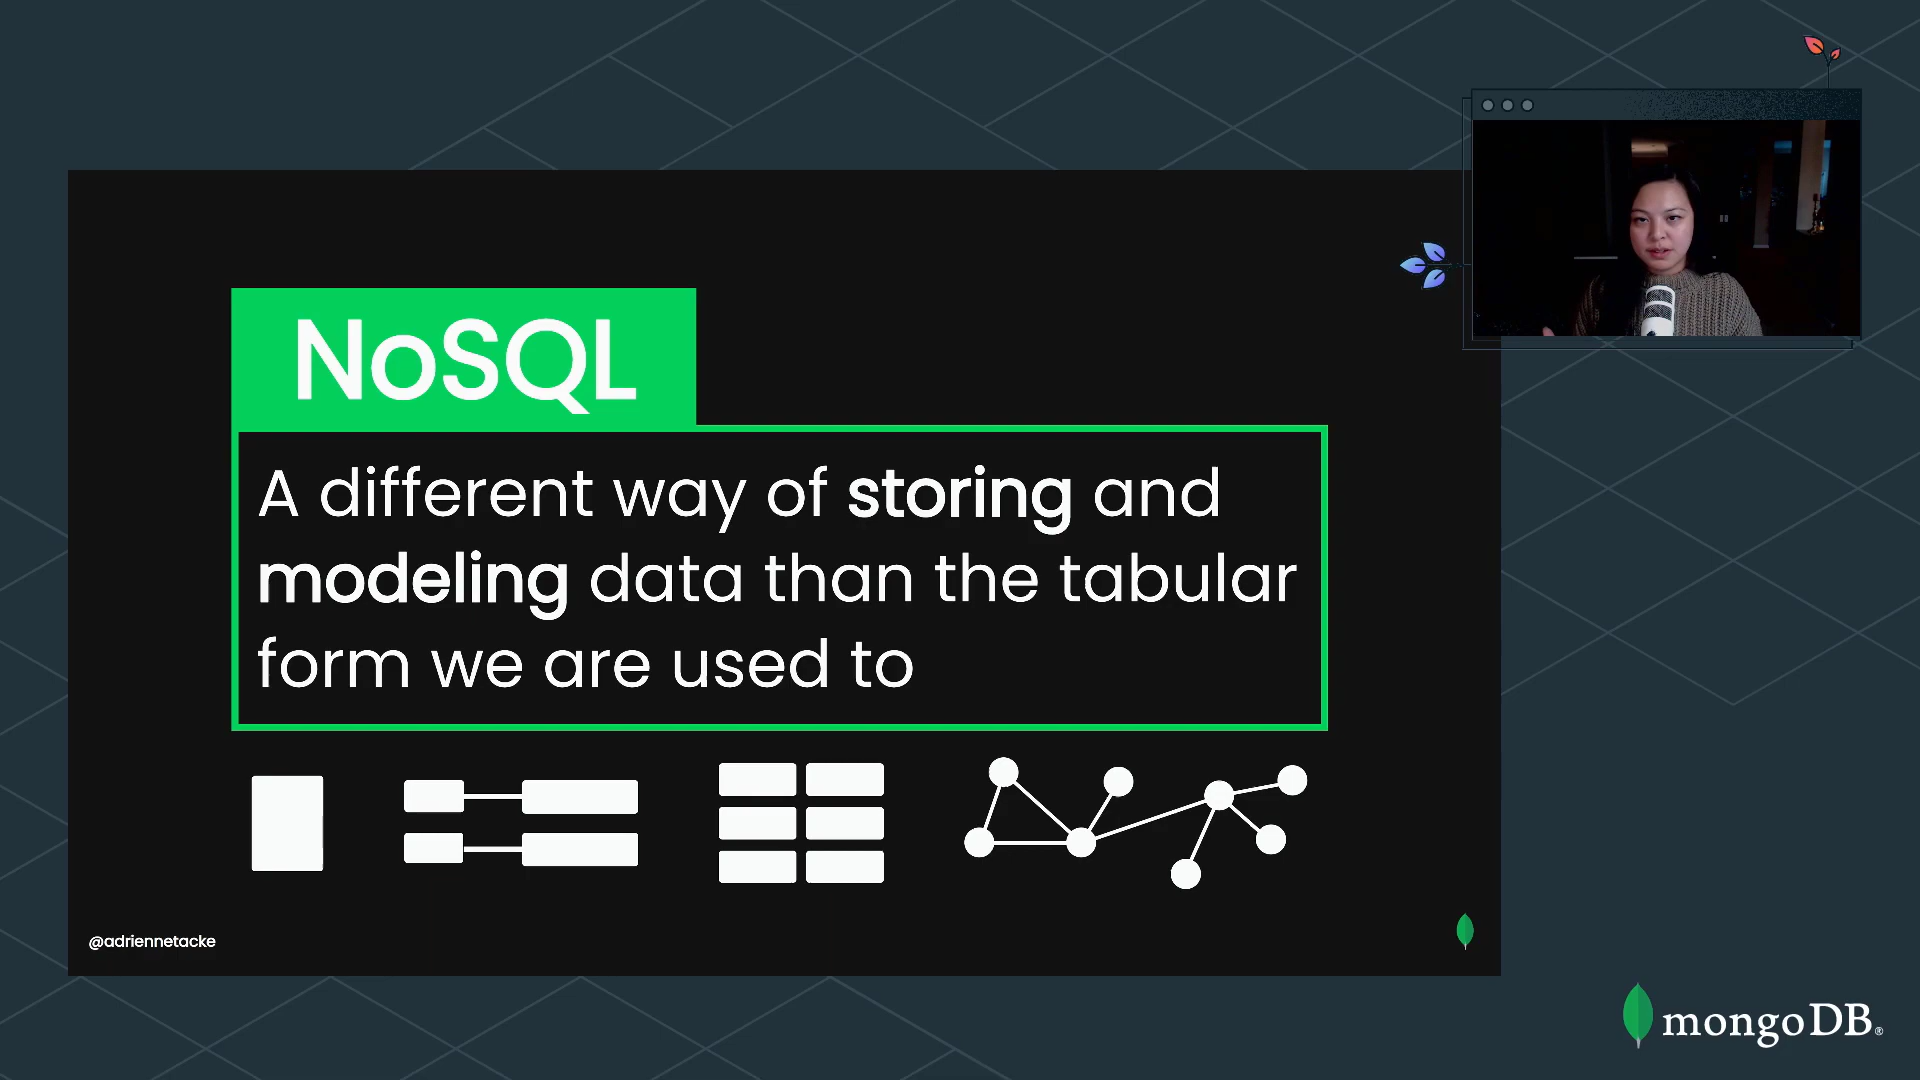 NoSQL
A different way of storing and
modeling data than the tabular
form we are used to
@adriennetacke
mongoDB®